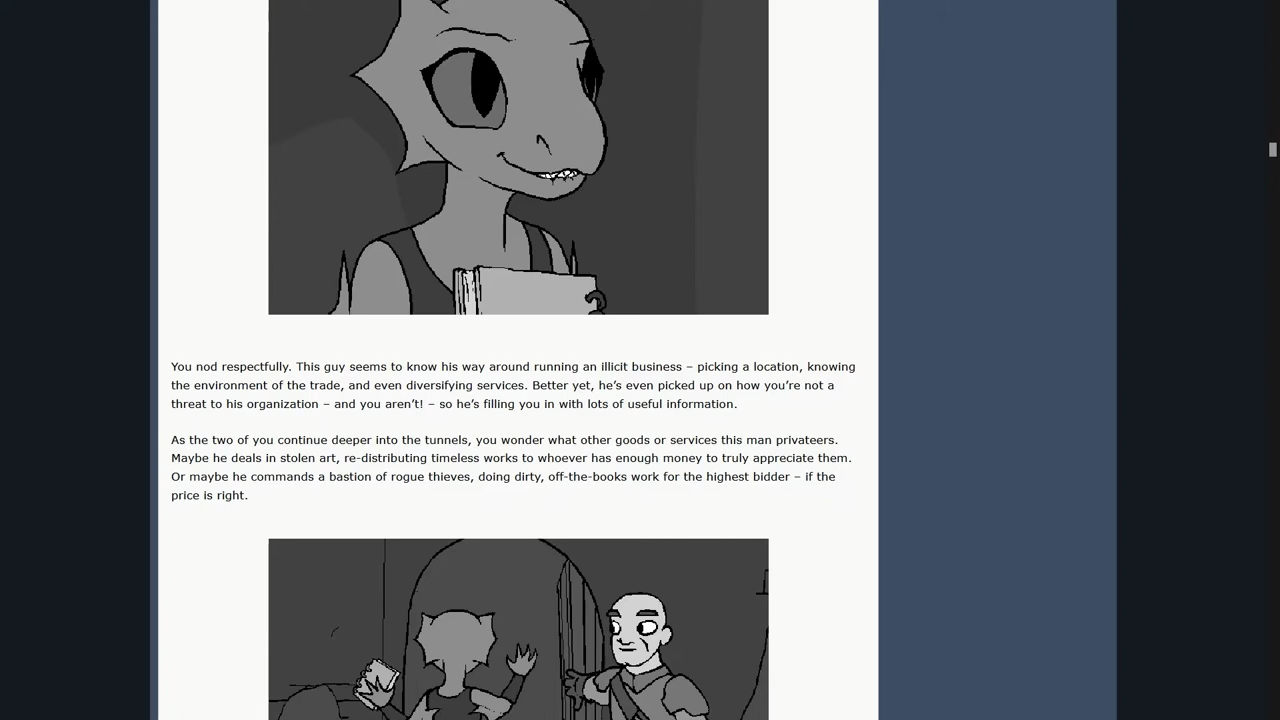 You nod respectfully. This guy seems to know his way around running an illicit business – picking a location, knowing
the environment of the trade, and even diversifying services. Better yet, he’s even picked up on how you’re not a
threat to his organization – and you aren’t! – so he’s filling you in with lots of useful information.
As the two of you continue deeper into the tunnels, you wonder what other goods or services this man privateers.
Maybe he deals in stolen art, re-distributing timeless works to whoever has enough money to truly appreciate them.
Or maybe he commands a bastion of rogue thieves, doing dirty, off-the-books work for the highest bidder – if the
price is right.